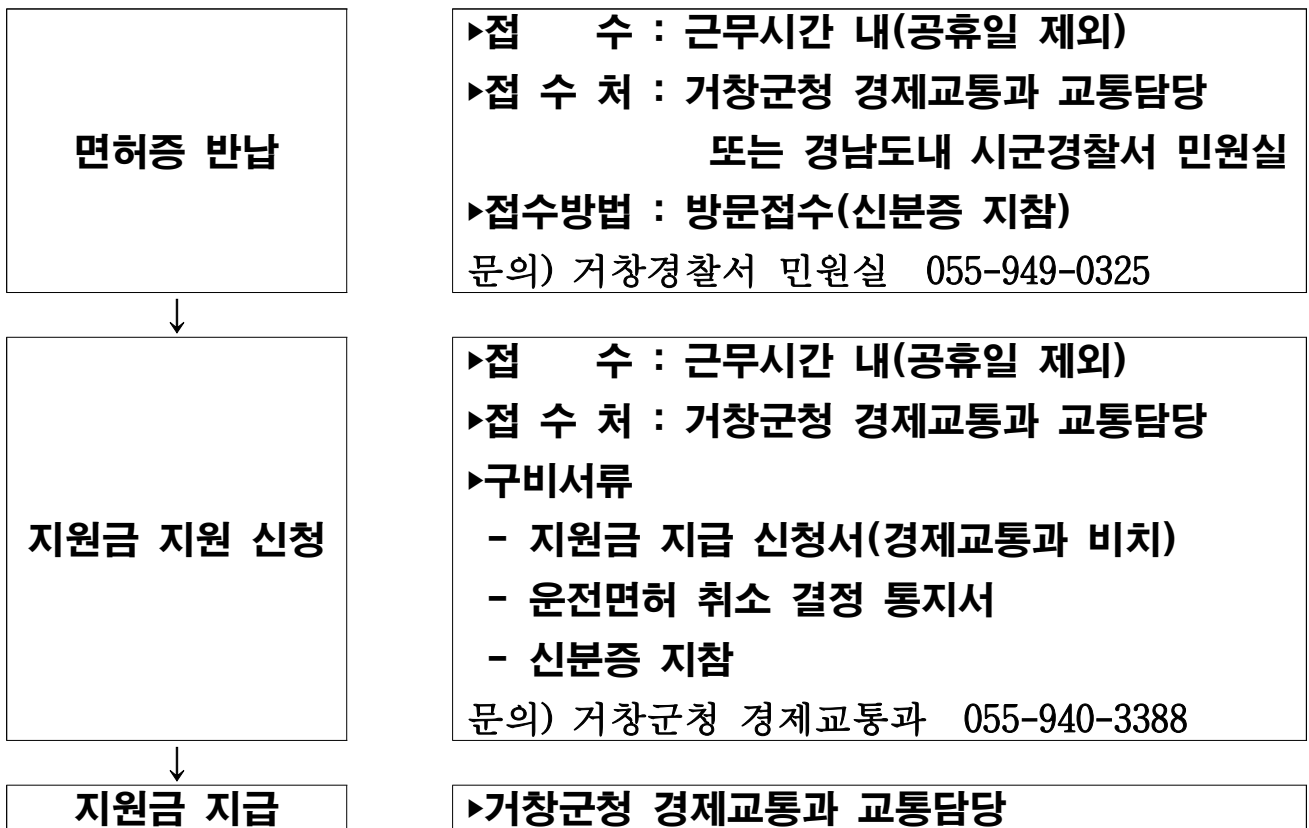 면허증 반납
▸접 수 : 근무시간 내(공휴일 제외)
▸접 수 처 : 거창군청 경제교통과 교통담당
또는 경남도내 시군경찰서 민원실
▸접수방법 : 방문접수(신분증 지참)
문의) 거창경찰서 민원실 055-949-0325
↓
지원금 지원 신청
▸접 수 : 근무시간 내(공휴일 제외)
▸접 수 처 : 거창군청 경제교통과 교통담당
▸구비서류
- 지원금 지급 신청서(경제교통과 비치)
- 운전면허 취소 결정 통지서
- 신분증 지참
문의) 거창군청 경제교통과 055-940-3388
↓
지원금 지급
▸거창군청 경제교통과 교통담당